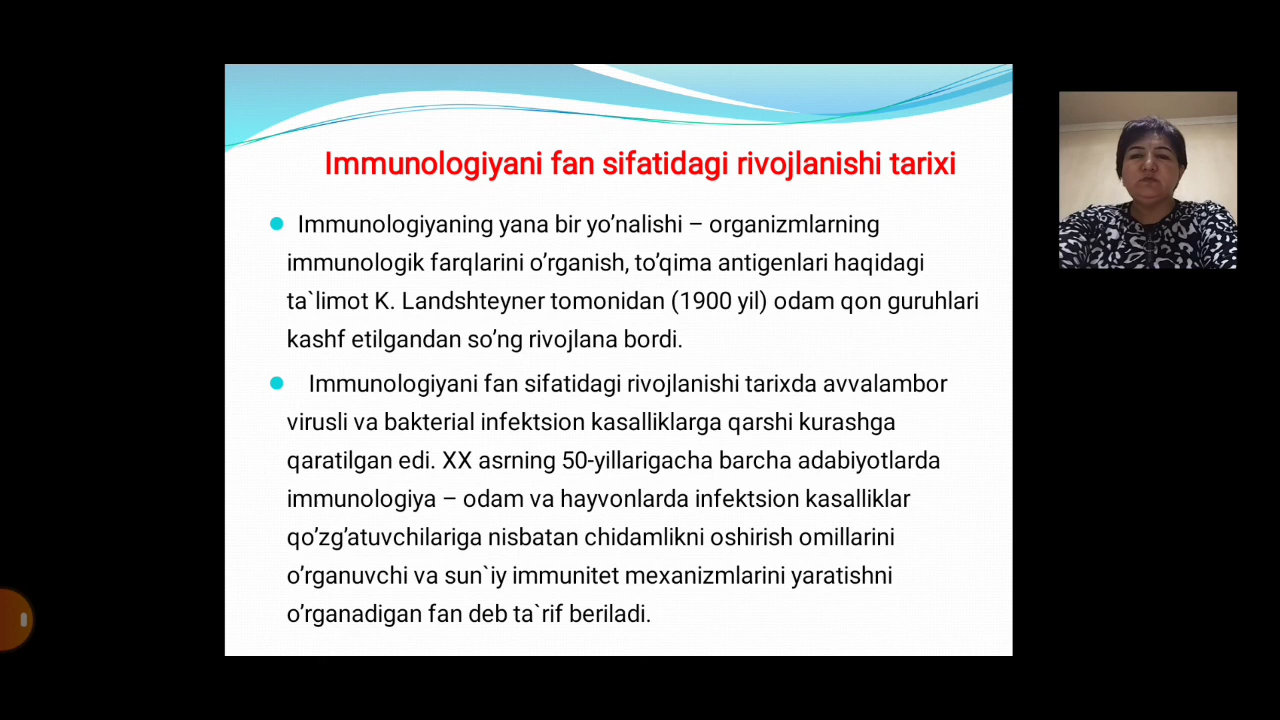 Immunologiyani fan sifatidagi rivojlanishi tarixi
Immunologiyaning yana bir yo’nalishi – organizmlarning
immunologik farqlarini o’rganish, to’qima antigenlari haqidagi
ta`limot K. Landshteyner tomonidan (1900 yil) odam qon guruhlari
kashf etilgandan so’ng rivojlana bordi.
Immunologiyani fan sifatidagi rivojlanishi tarixda avvalambor
virusli va bakterial infektsion kasalliklarga qarshi kurashga
qaratilgan edi. XX asrning 50-yillarigacha barcha adabiyotlarda
immunologiya – odam va hayvonlarda infektsion kasalliklar
qo’zg’atuvchilariga nisbatan chidamlikni oshirish omillarini
o’rganuvchi va sun`iy immunitet mexanizmlarini yaratishni
o’rganadigan fan deb ta`rif beriladi.